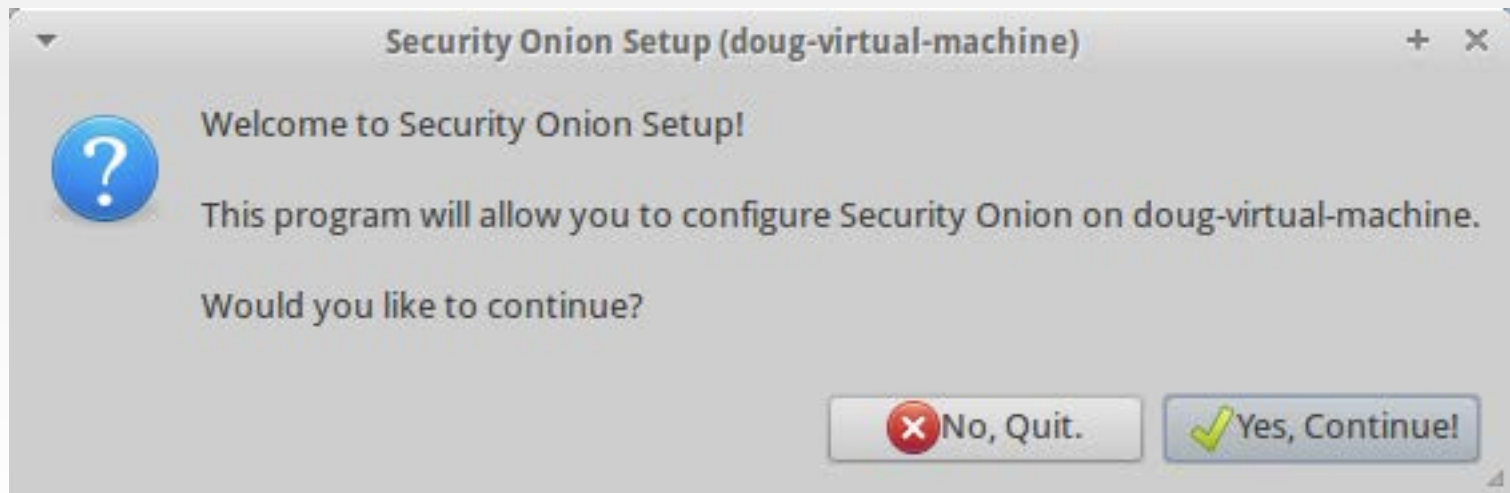 Security Onion Setup (doug-virtual-machine)
Welcome to Security Onion Setup!
This program will allow you to configure Security Onion on doug-virtual-machine.
Would you like to continue?
No, Quit.
Yes, Continue!